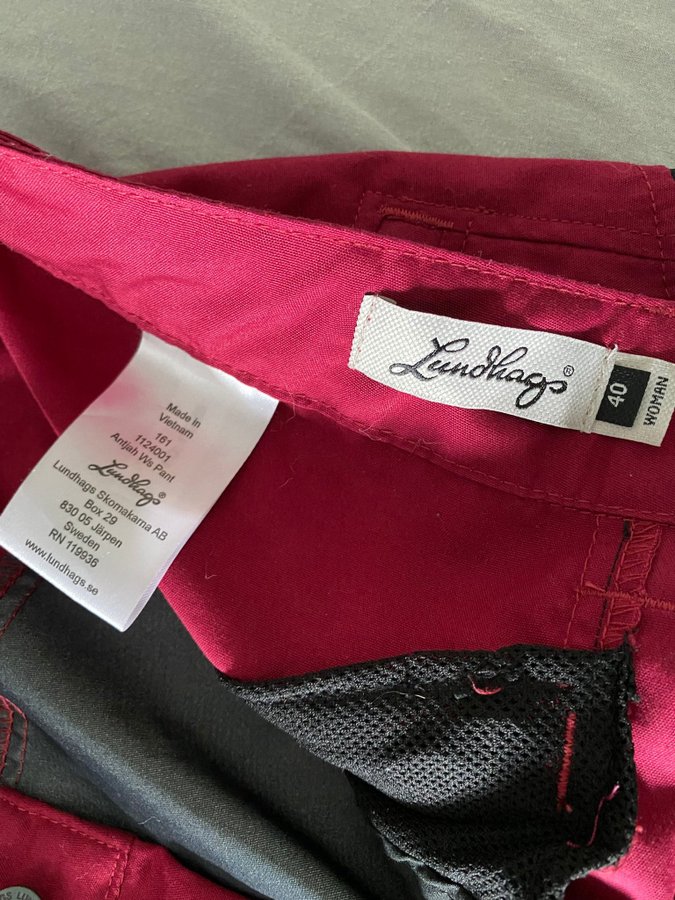 Lundhags®
40
WOMAN
Made in
Vietnam
161
1124001
Antjah Ws Pant
Lundhags®
Lundhags Skomakarna AB
Box 29
830 05 Järpen
Sweden
RN 119936
www.lundhags.se